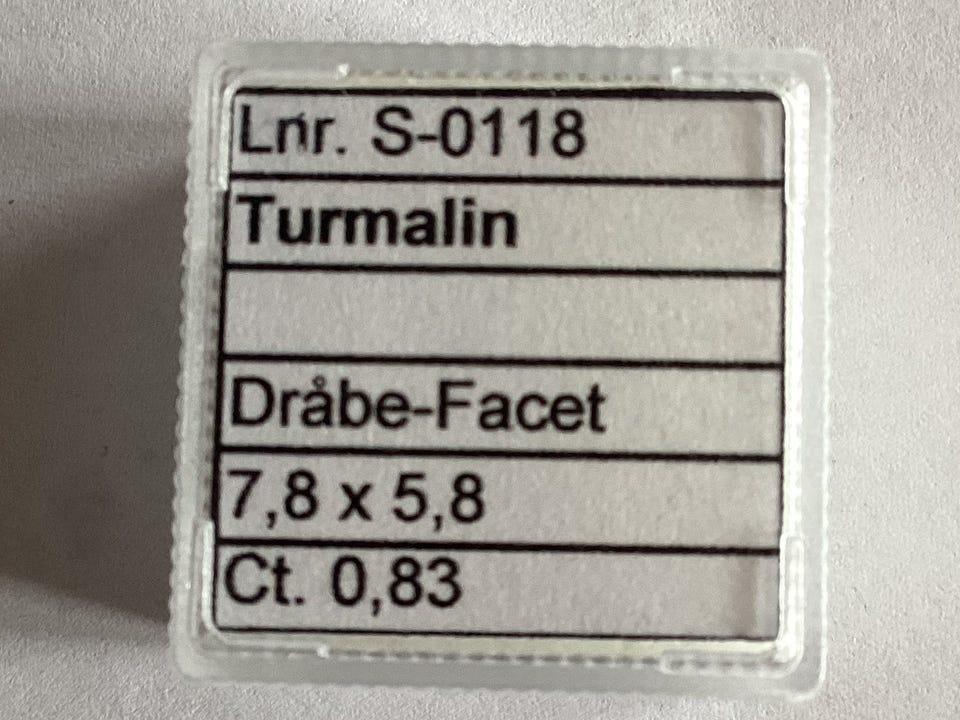 Lnr. S-0118
Turmalin
Dråbe-Facet
7,8 x 5,8
Ct. 0,83